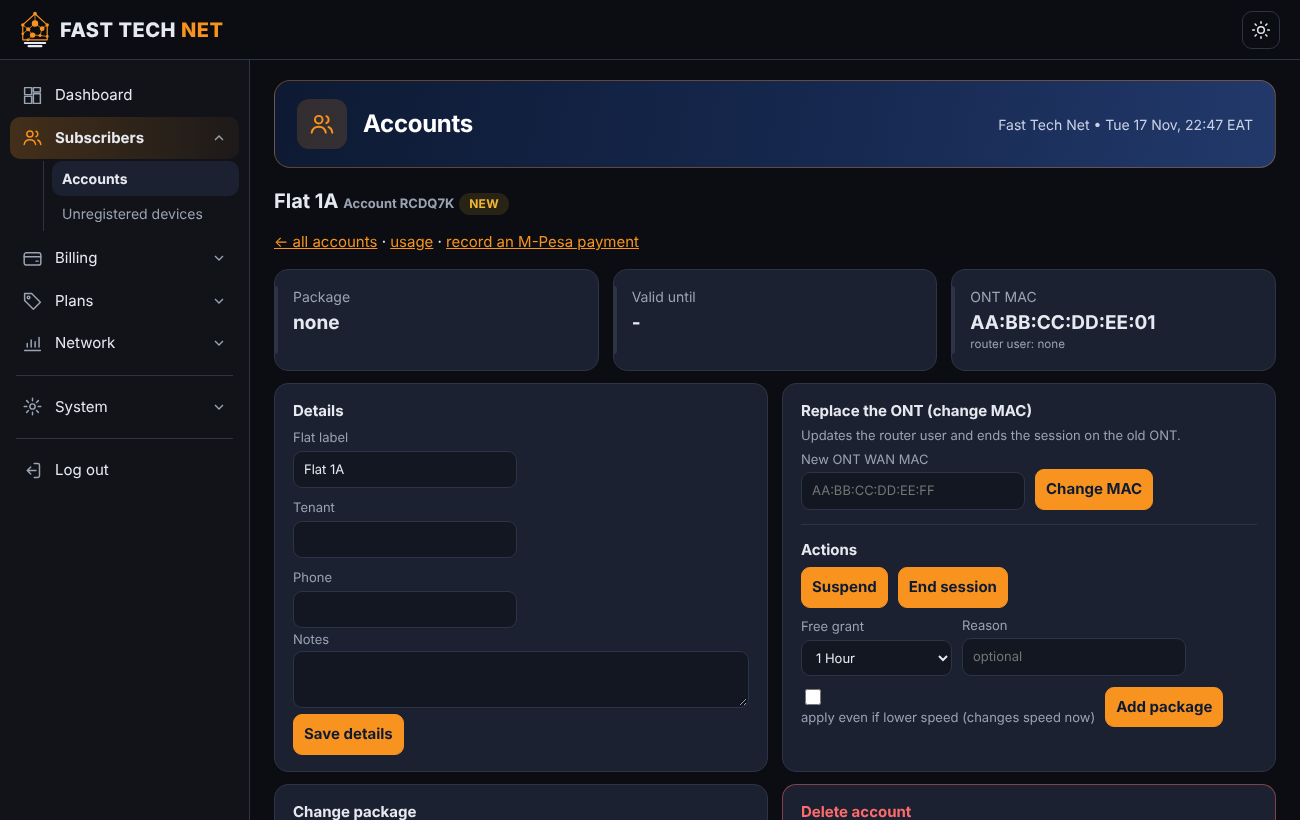 FAST TECH NET
Dashboard
Subscribers
Accounts
Unregistered devices
Billing
Plans
Network
System
Log out
Accounts
Fast Tech Net • Tue 17 Nov, 22:47 EAT
Flat 1A Account RCDQ7K NEW
← all accounts · usage · record an M-Pesa payment
Package
none
Valid until
-
ONT MAC
AA:BB:CC:DD:EE:01
router user: none
Details
Flat label
Flat 1A
Tenant
Phone
Notes
Save details
Replace the ONT (change MAC)
Updates the router user and ends the session on the old ONT.
New ONT WAN MAC
AA:BB:CC:DD:EE:FF
Change MAC
Actions
Suspend
End session
Free grant
Reason
1 Hour
optional
apply even if lower speed (changes speed now)
Add package
Change package
Delete account